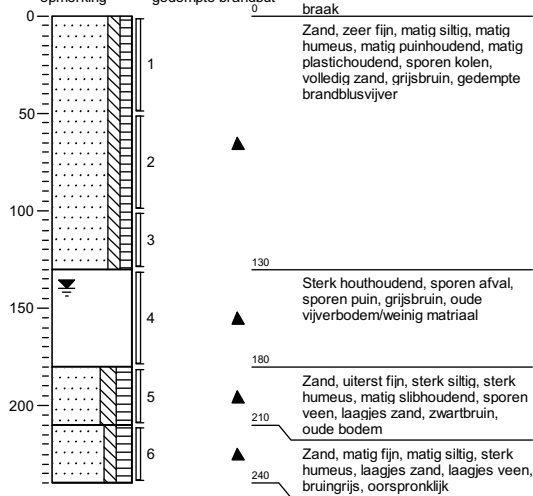 opmerking gedempte brandput
0 0 braak
Zand, zeer fijn, matig siltig, matig
humeus, matig puinhoudend, matig
plastichoudend, sporen kolen,
volledig zand, grijsbruin, gedempte
brandblusvijver
1
50
2
100
3
130
Sterk houthoudend, sporen afval,
sporen puin, grijsbruin, oude
vijverbodem/weinig matriaal
150
4
180
Zand, uiterst fijn, sterk siltig, sterk
humeus, matig slibhoudend, sporen
veen, laagjes zand, zwartbruin,
oude bodem
5
200
210
Zand, matig fijn, matig siltig, sterk
humeus, laagjes zand, laagjes veen,
bruingrijs, oorspronklijk
6
240